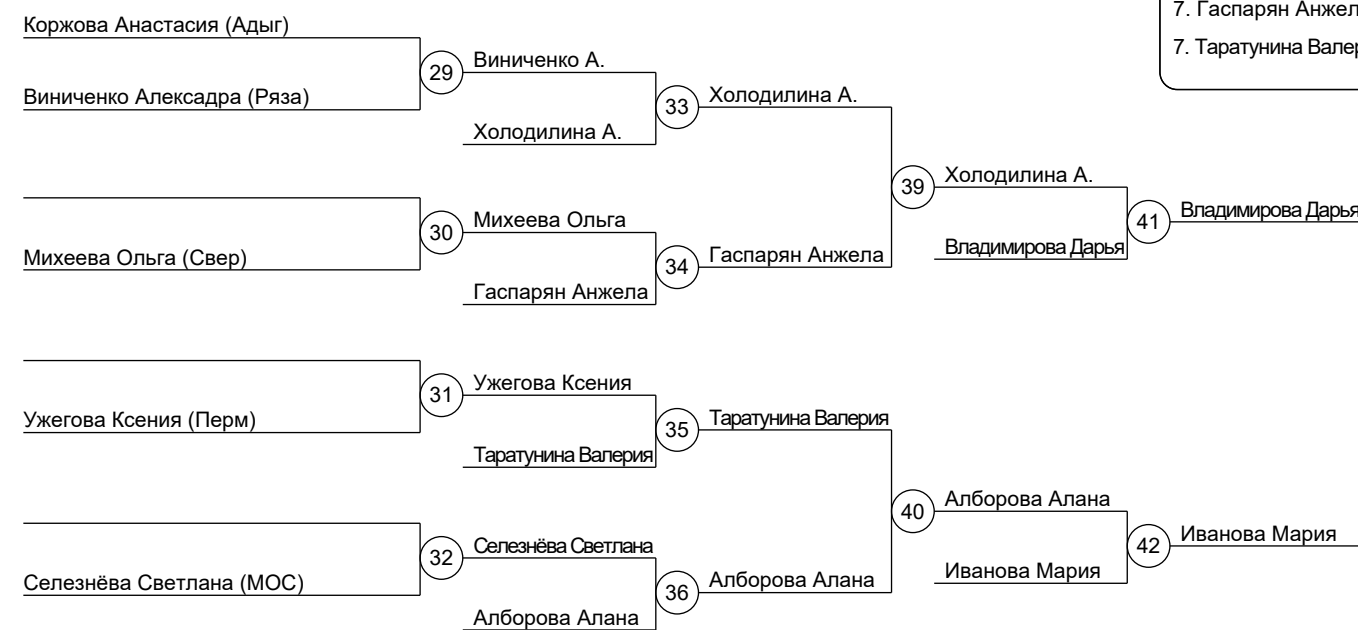 7. Гаспарян Анжел
7. Таратунина Валер
Коржова Анастасия (Адыг)
29
Виниченко А.
Виниченко Алексадра (Ряза)
33
Холодилина А.
Холодилина А.
39
Холодилина А.
41
Владимирова Дарья
Владимирова Дарья
30
Михеева Ольга
Михеева Ольга (Свер)
34
Гаспарян Анжела
Гаспарян Анжела
31
Ужегова Ксения
Ужегова Ксения (Перм)
35
Таратунина Валерия
Таратунина Валерия
40
Алборова Алана
42
Иванова Мария
Иванова Мария
32
Селезнёва Светлана
Селезнёва Светлана (МОС)
36
Алборова Алана
Алборова Алана